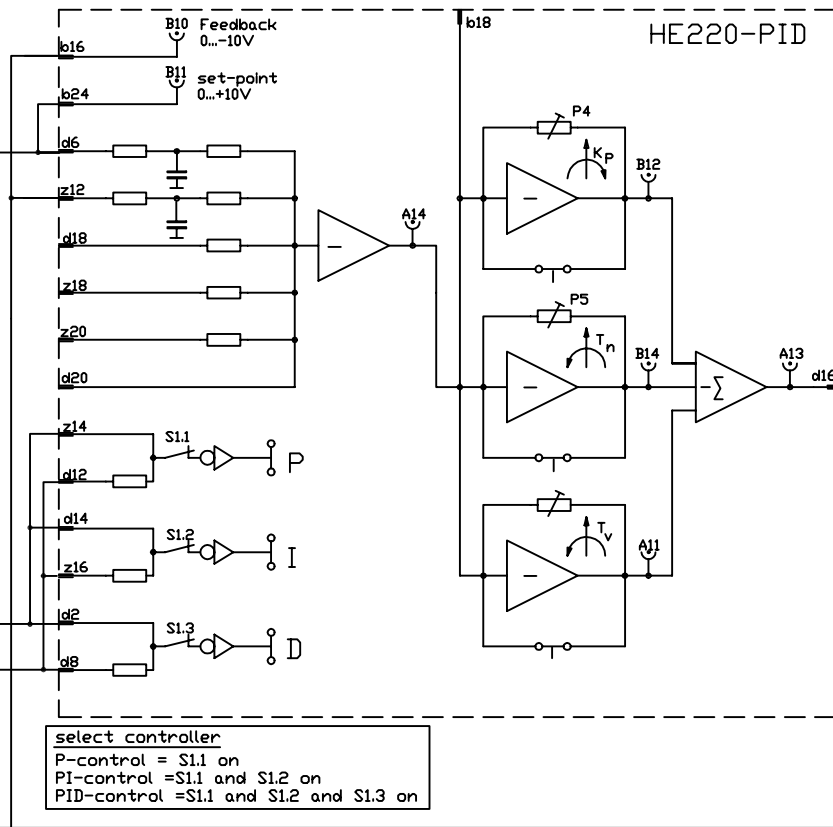 HE220-PID
b18
b16
B10 Feedback
0...-10V
b24
B11 set-point
0...+10V
d6
z12
d18
z18
z20
d20
A14
-
P4
KP
-
B12
P5
Tn
-
B14
Tv
-
A11
-Σ
A13
d16
z14
S1.1
P
d12
d14
S1.2
I
z16
d2
S1.3
D
d8
select controller
P-control = S1.1 on
PI-control =S1.1 and S1.2 on
PID-control =S1.1 and S1.2 and S1.3 on